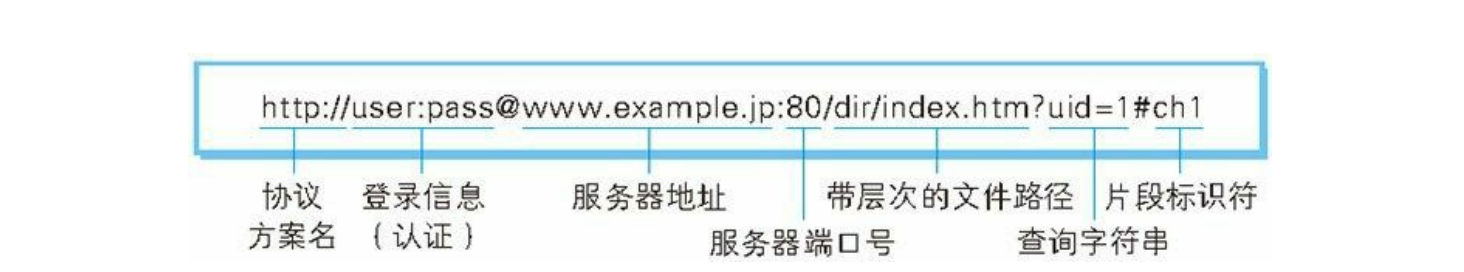 http://user:pass@www.example.jp:80/dir/index.htm?uid=1#ch1
协议
方案名
登录信息
（认证）
服务器地址
服务器端口号
带层次的文件路径
查询字符串
片段标识符